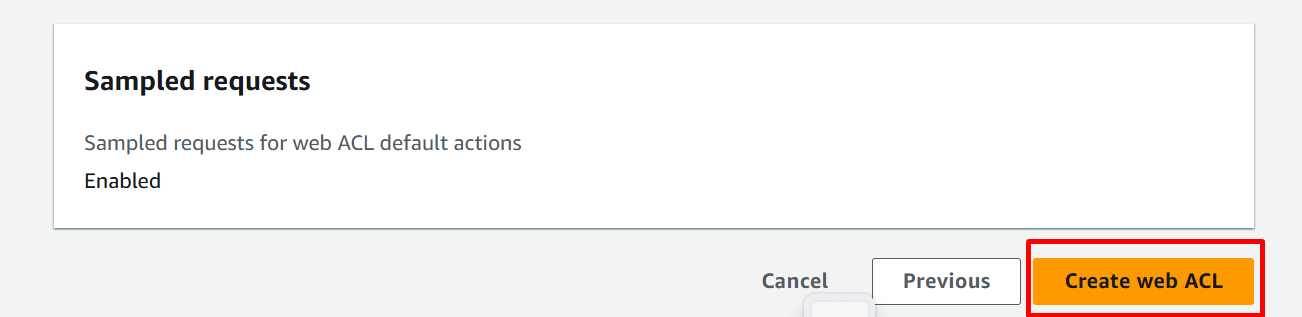 Sampled requests
Sampled requests for web ACL default actions
Enabled
Cancel Previous Create web ACL